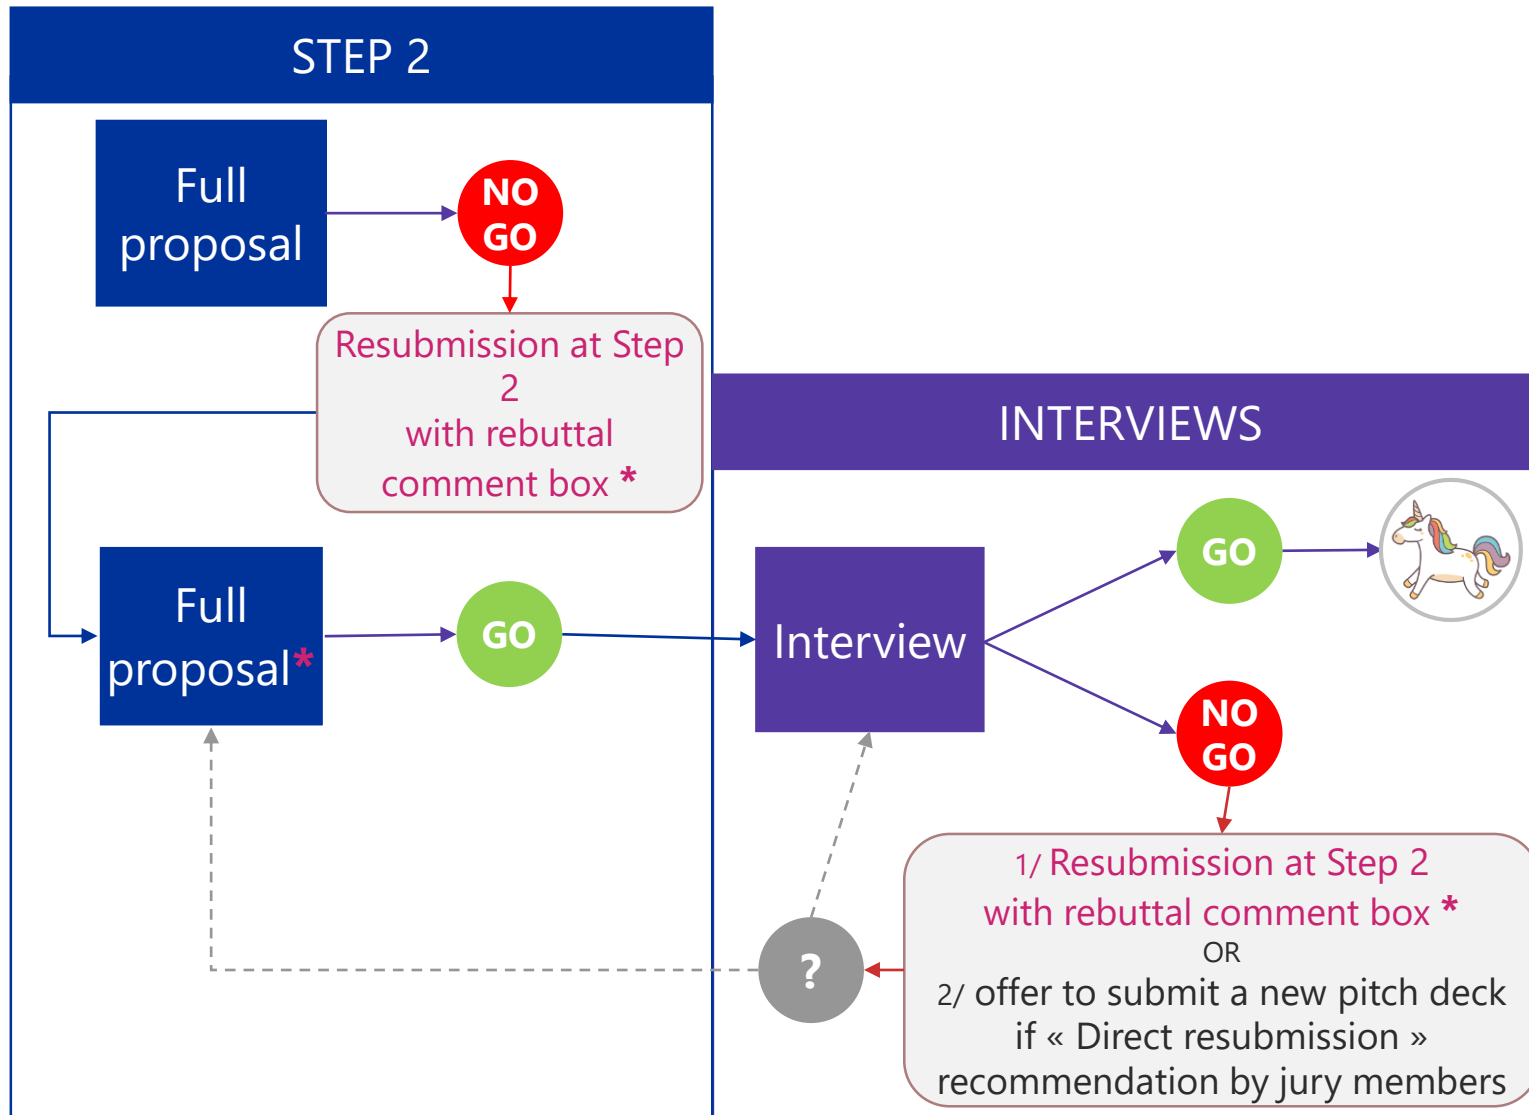 STEP 2
Full
proposal
NO
GO
Resubmission at Step
2
with rebuttal
comment box *
INTERVIEWS
Full
proposal*
GO
Interview
GO
NO
GO
1/ Resubmission at Step 2
with rebuttal comment box *
OR
2/ offer to submit a new pitch deck
if « Direct resubmission »
recommendation by jury members
?